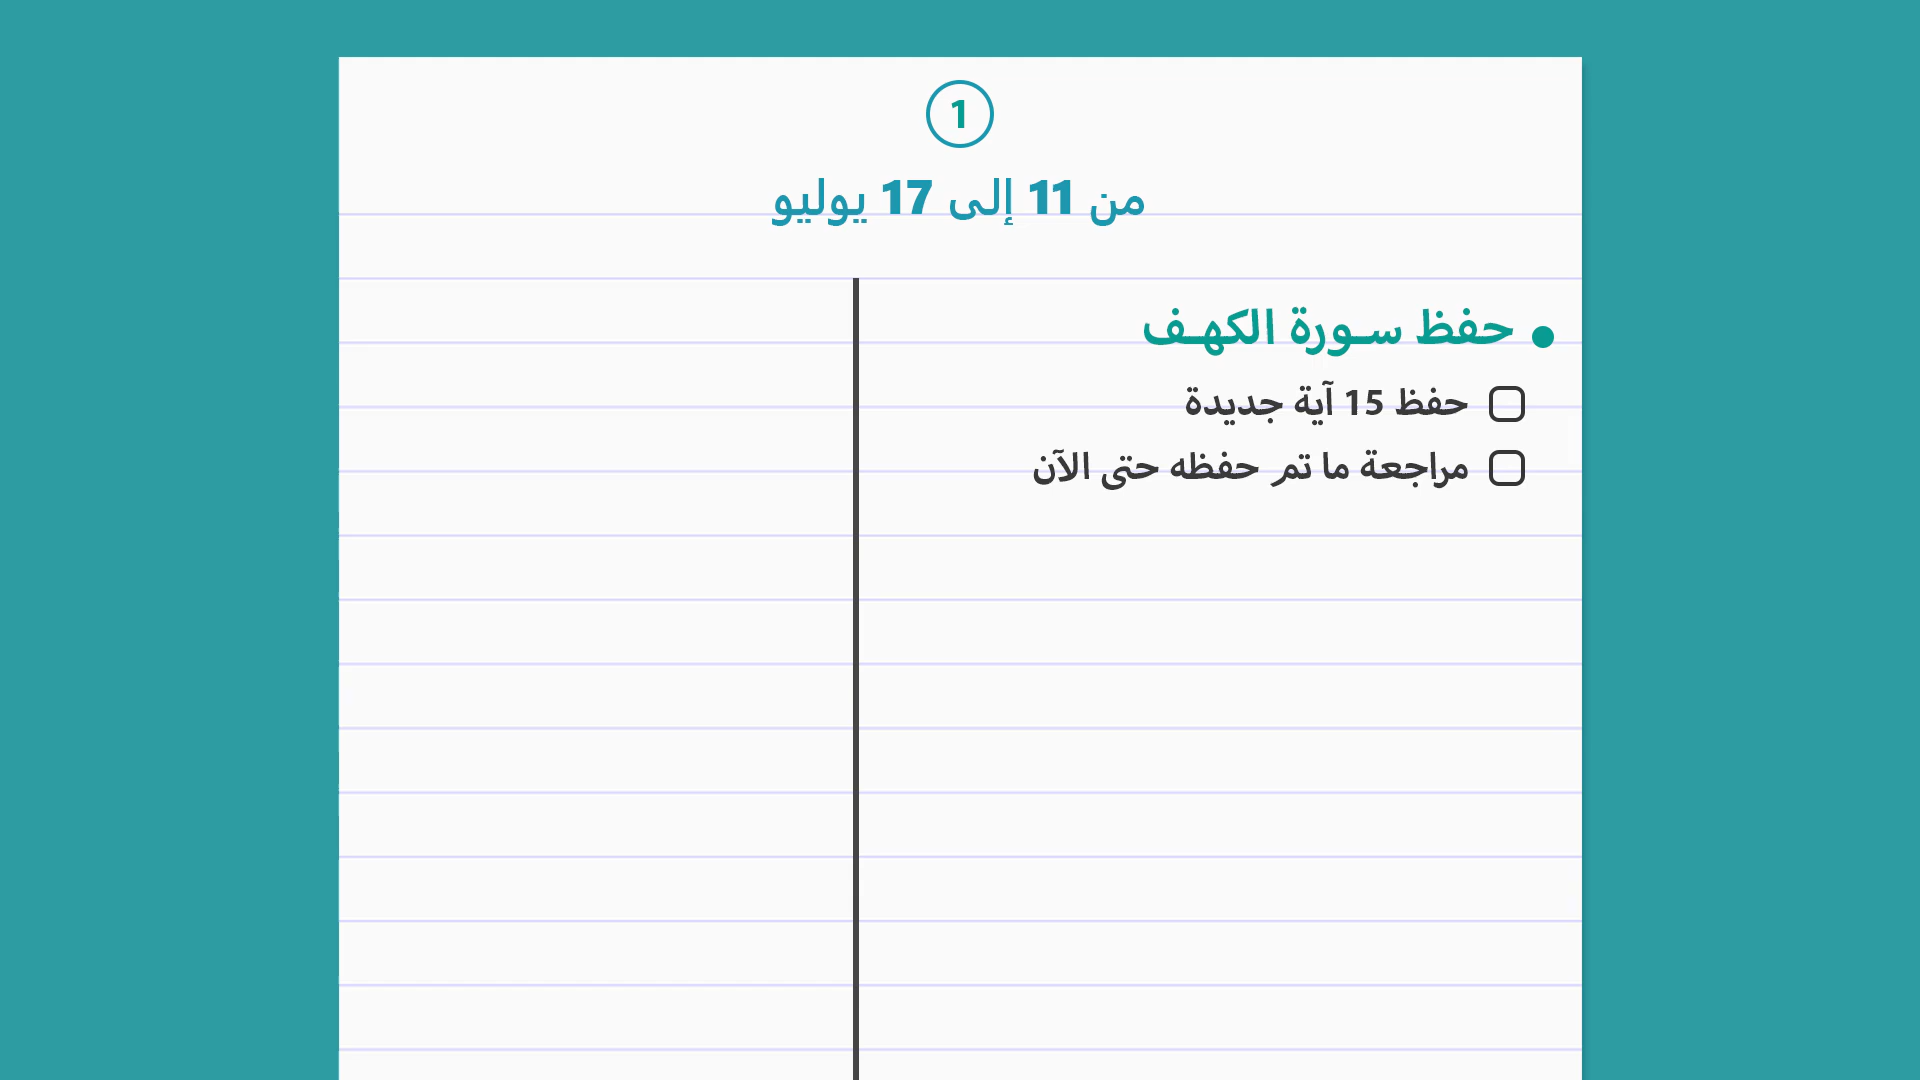 1
من 11 إلى 17 يوليو
حفظ سورة الكهف
حفظ 15 آية جديدة
مراجعة ما تم حفظه حتى الآن